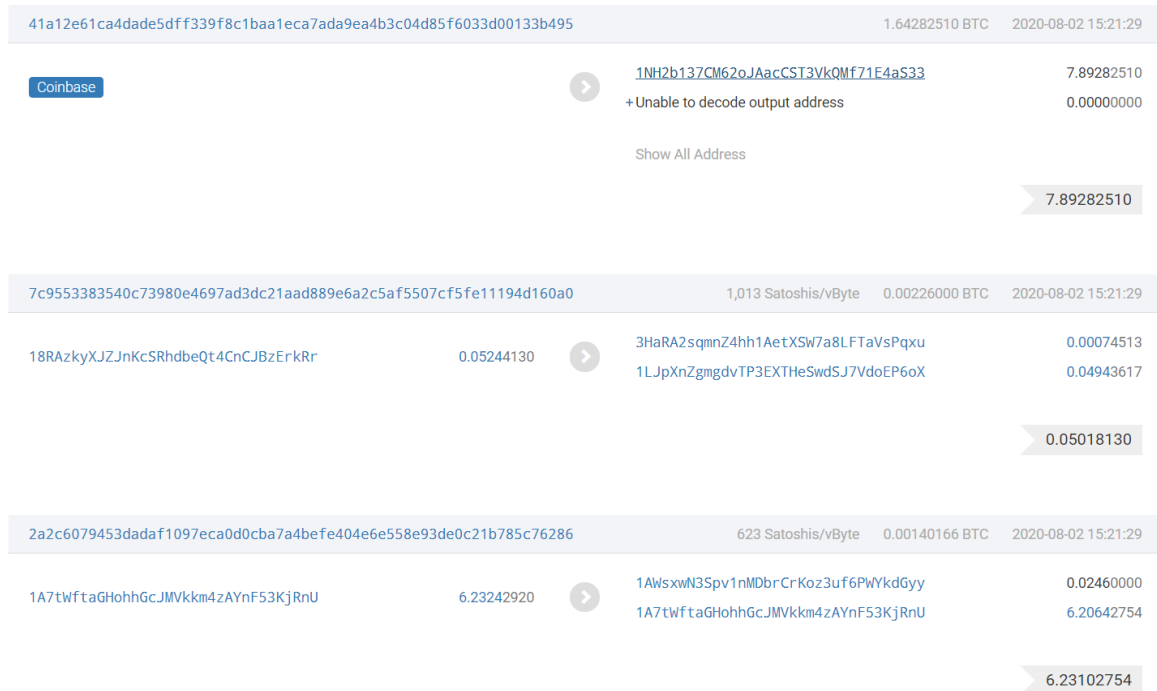 41a12e61ca4dade5dff339f8c1baa1eca7ada9ea4b3c04d85f6033d00133b495 1.64282510 BTC 2020-08-02 15:21:29
Coinbase
1NH2b137CM62oJAacCST3VkQMf71E4aS33 7.89282510
+Unable to decode output address 0.00000000
Show All Address
7.89282510
7c9553383540c73980e4697ad3dc21aad889e6a2c5af5507cf5fe11194d160a0 1,013 Satoshis/vByte 0.00226000 BTC 2020-08-02 15:21:29
18RAzkyXJZJnKcSRhdbeQt4CnCJBzErkRr 0.05244130
3HaRA2sqmnZ4hh1AetXSW7a8LFTaVsPqxu 0.00074513
1LJpXnZgmgdvTP3EXTHeSwdSJ7VdoEP6oX 0.04943617
0.05018130
2a2c6079453dadaf1097eca0d0cba7a4befe404e6e558e93de0c21b785c76286 623 Satoshis/vByte 0.00140166 BTC 2020-08-02 15:21:29
1A7tWftaGHohhGcJMVkkm4zAYnF53KjRnU 6.23242920
1AWsxwN3Spv1nMDbrCrKoz3uf6PWYkdGyy 0.02460000
1A7tWftaGHohhGcJMVkkm4zAYnF53KjRnU 6.20642754
6.23102754